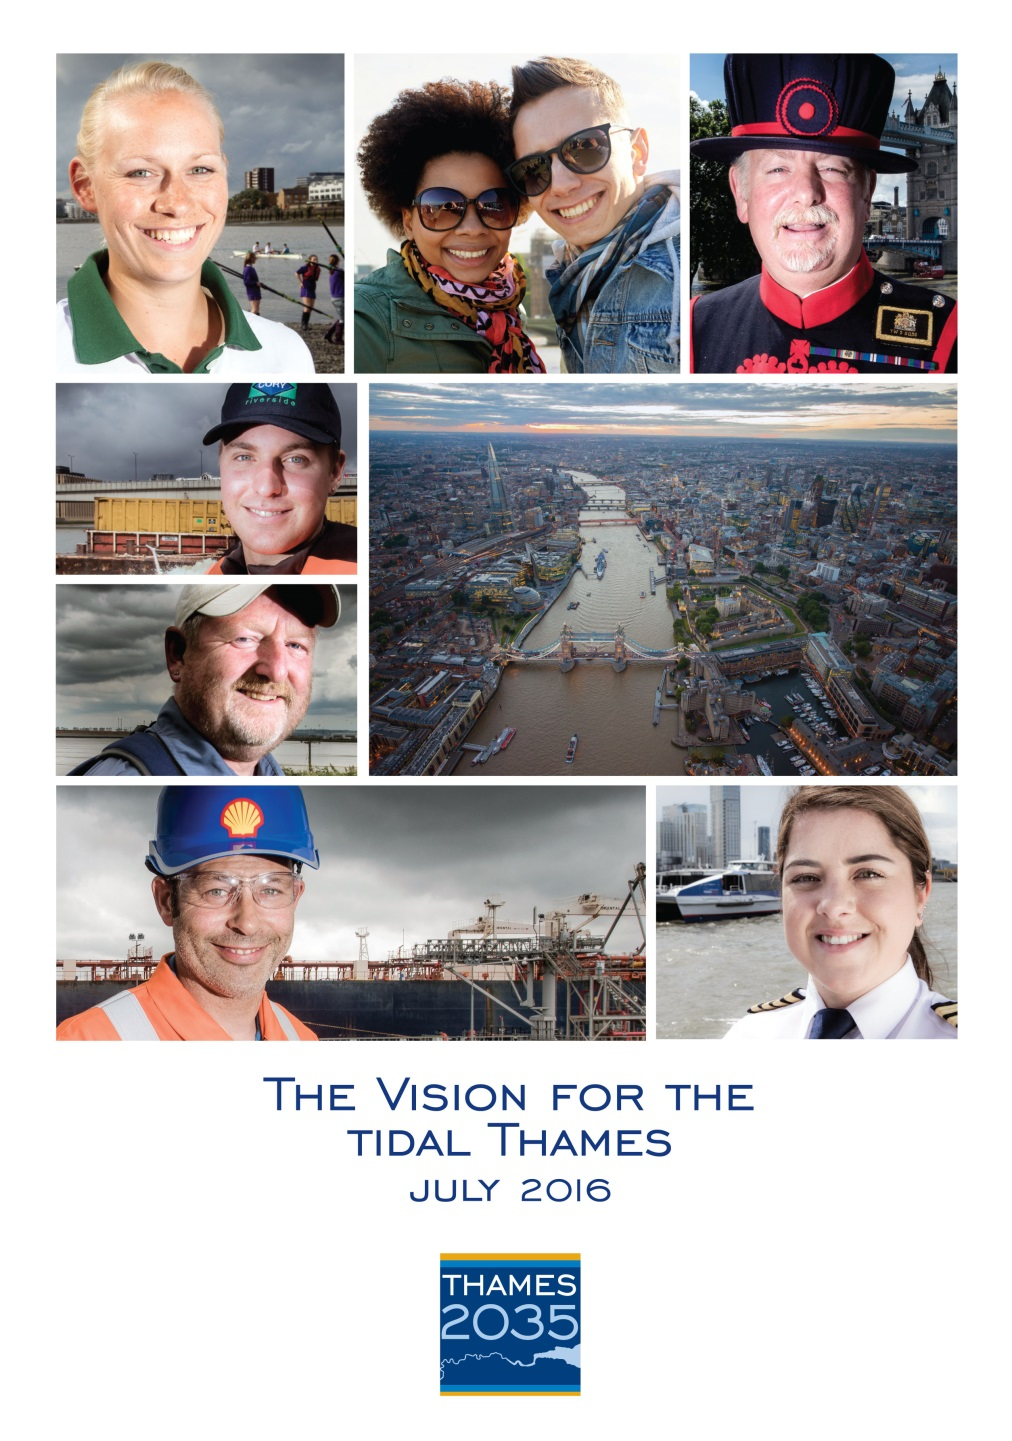 CORY
riverside
THE VISION FOR THE
TIDAL THAMES
JULY 2016
THAMES
2035